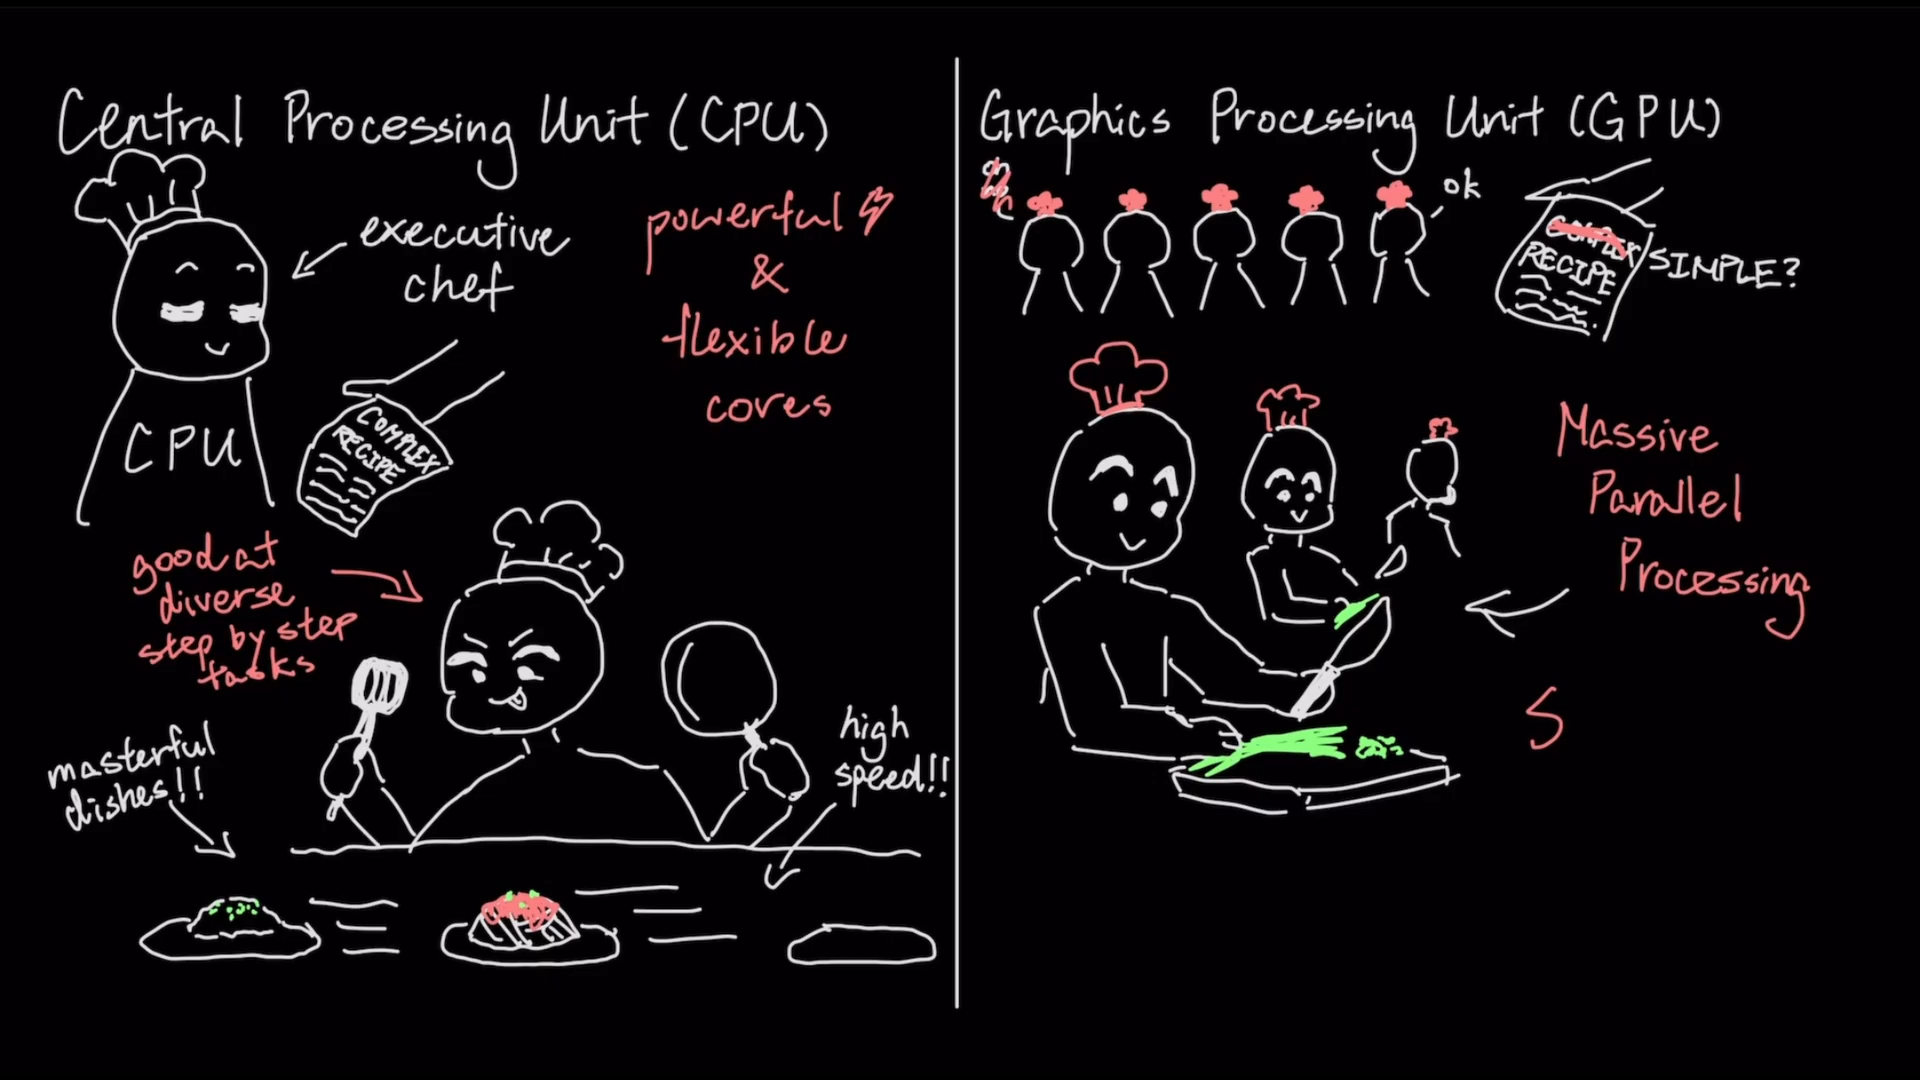 Central Processing Unit (CPU)
executive
chef
powerful
&
flexible
cores
CPU
COMPLEX
RECIPE
good at
diverse
step by step
tasks
masterful
dishes!!
high
speed!!
Graphics Processing Unit (GPU)
ok
COMPLEX
RECIPE
SIMPLE?
Massive
Parallel
Processing
S